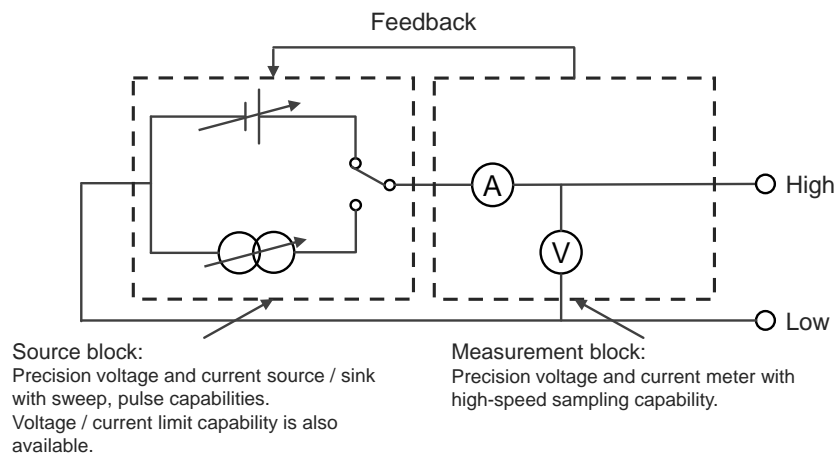 Feedback
A
High
V
Low
Source block:
Precision voltage and current source / sink
with sweep, pulse capabilities.
Voltage / current limit capability is also
available.
Measurement block:
Precision voltage and current meter with
high-speed sampling capability.